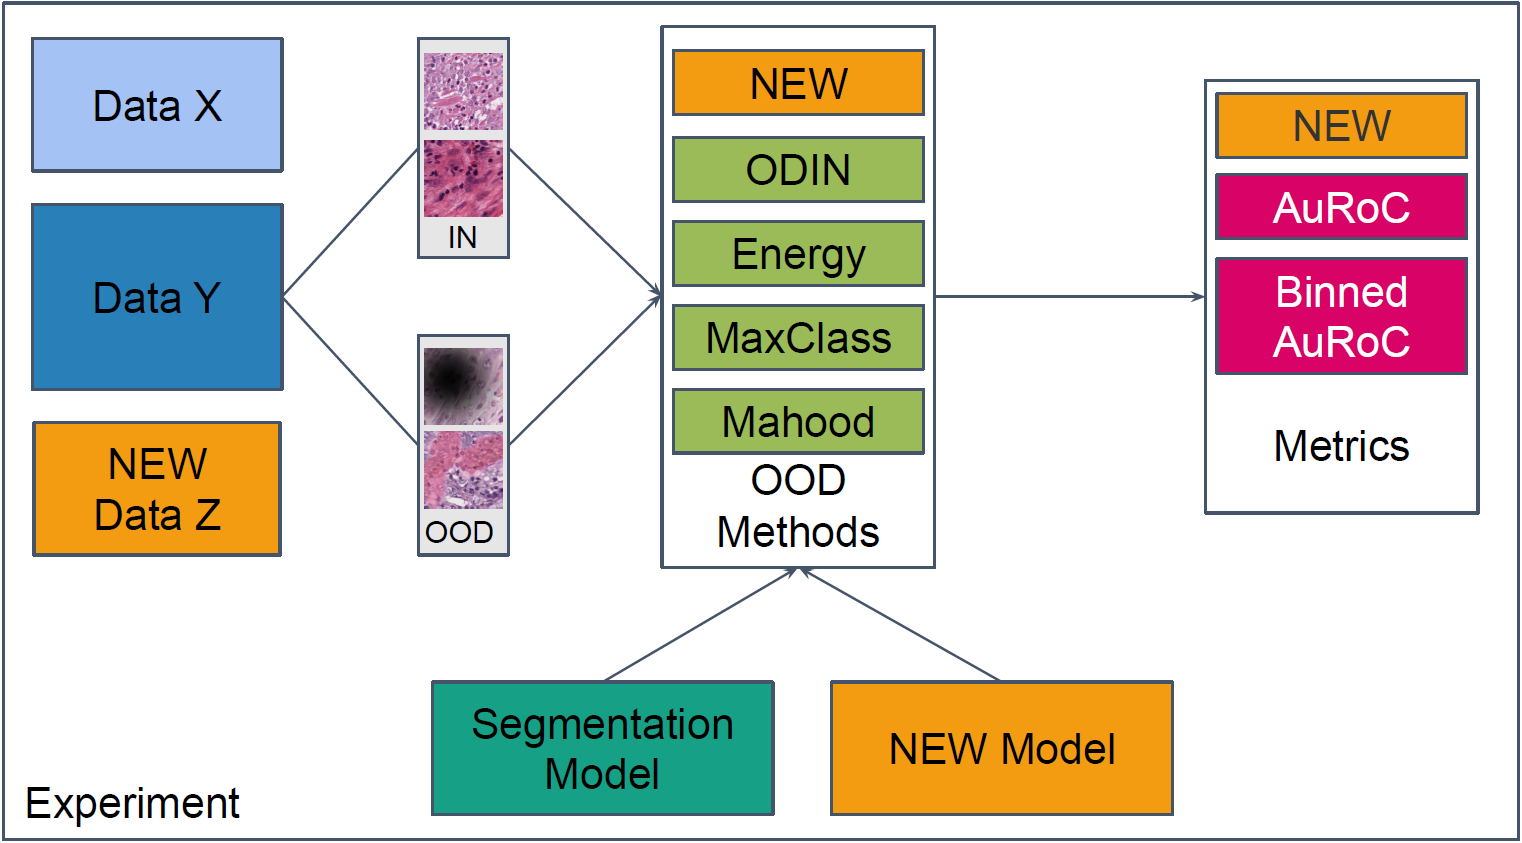 Data X
Data Y
NEW
Data Z
IN
OOD
NEW
ODIN
Energy
MaxClass
Mahood
OOD
Methods
NEW
AuRoC
Binned
AuRoC
Metrics
Segmentation
Model
NEW Model
Experiment